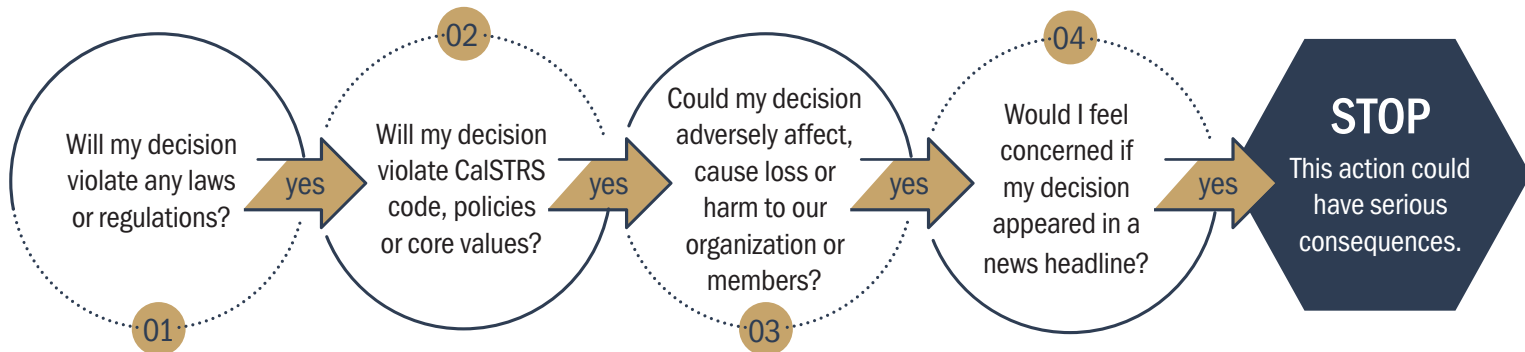 01
Will my decision
violate any laws
or regulations?
yes
02
Will my decision
violate CalSTRS
code, policies
or core values?
yes
03
Could my decision
adversely affect,
cause loss or
harm to our
organization or
members?
yes
04
Would I feel
concerned if
my decision
appeared in a
news headline?
yes
STOP
This action could
have serious
consequences.